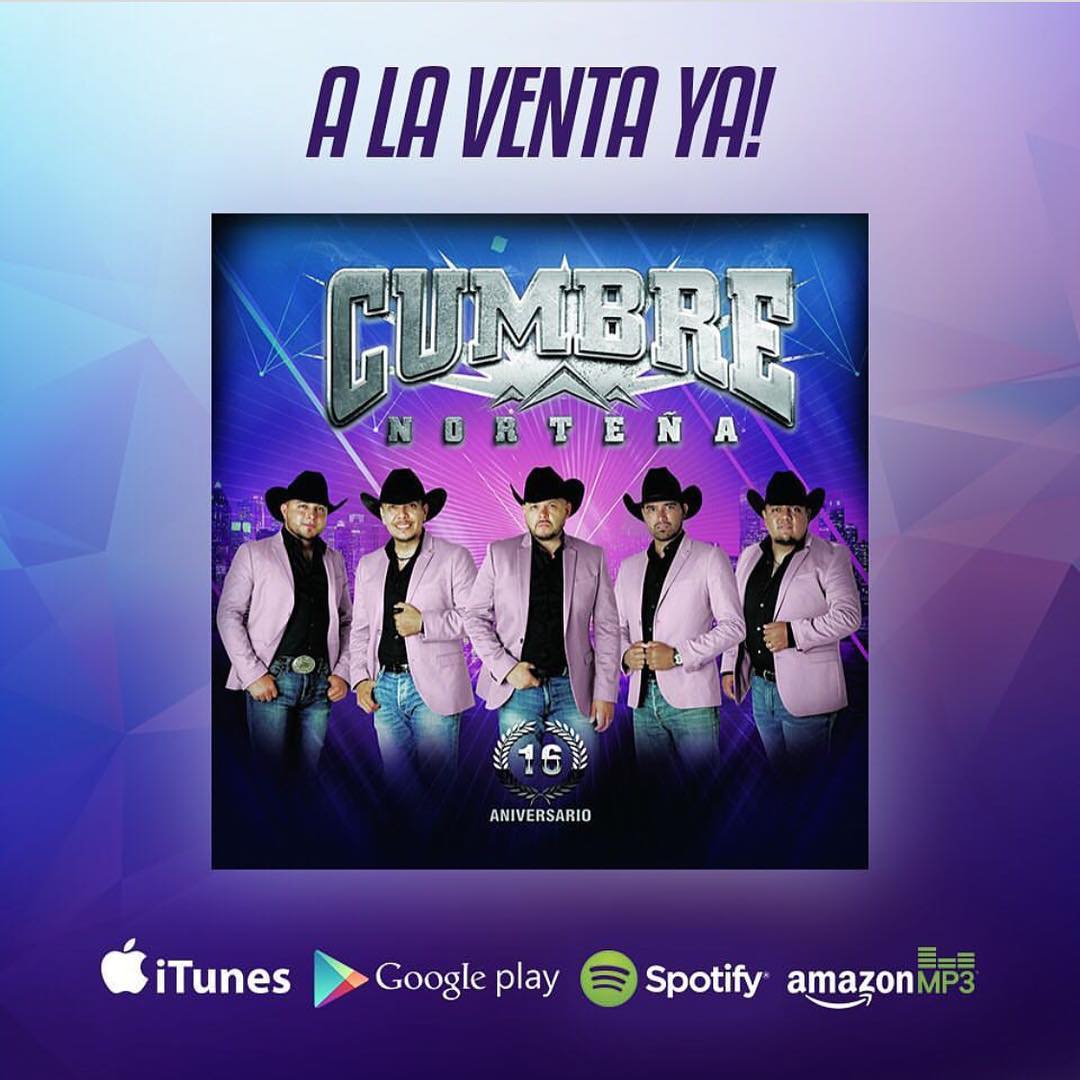 A LA VENTA YA!
CUMBRE
NORTEÑA
16
ANIVERSARIO
iTunes
Google play
Spotify
amazonMP3